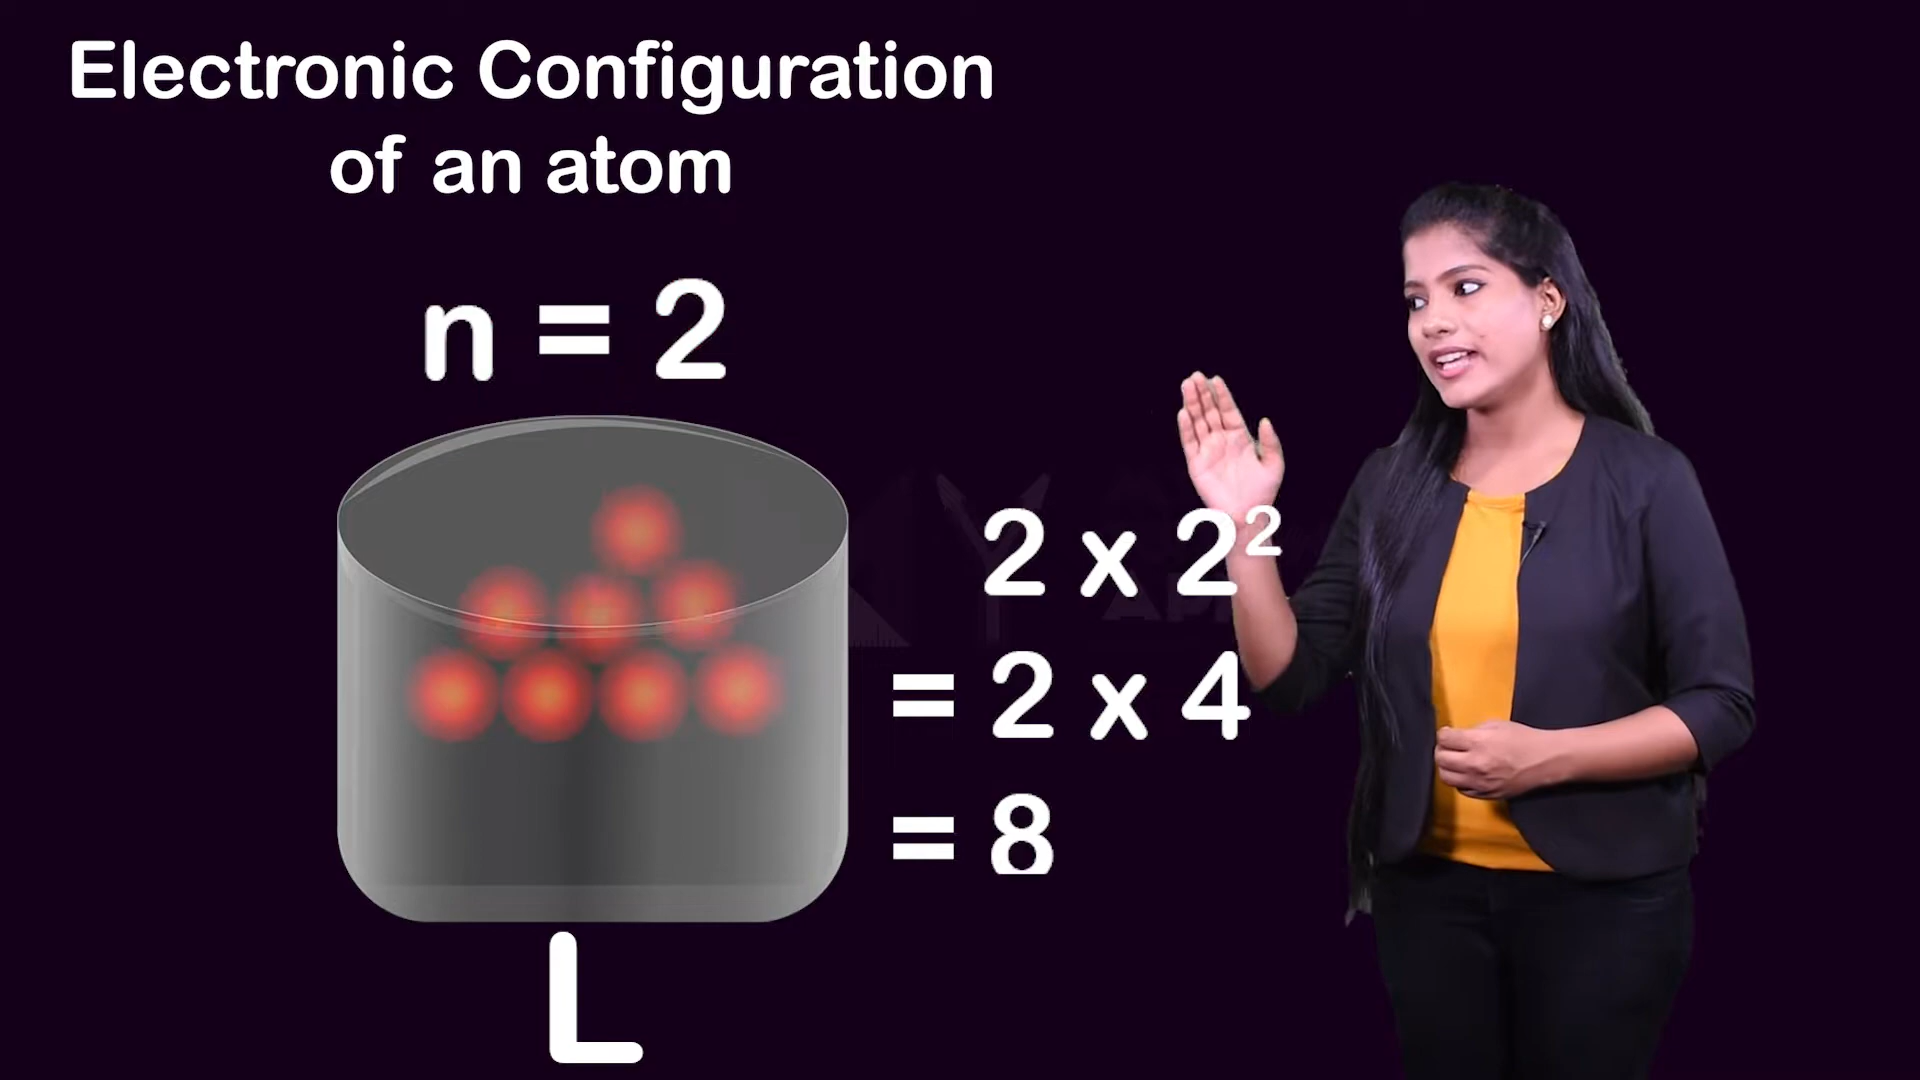 Electronic Configuration
of an atom
n = 2
2 x 2²
= 2 x 4
= 8
L